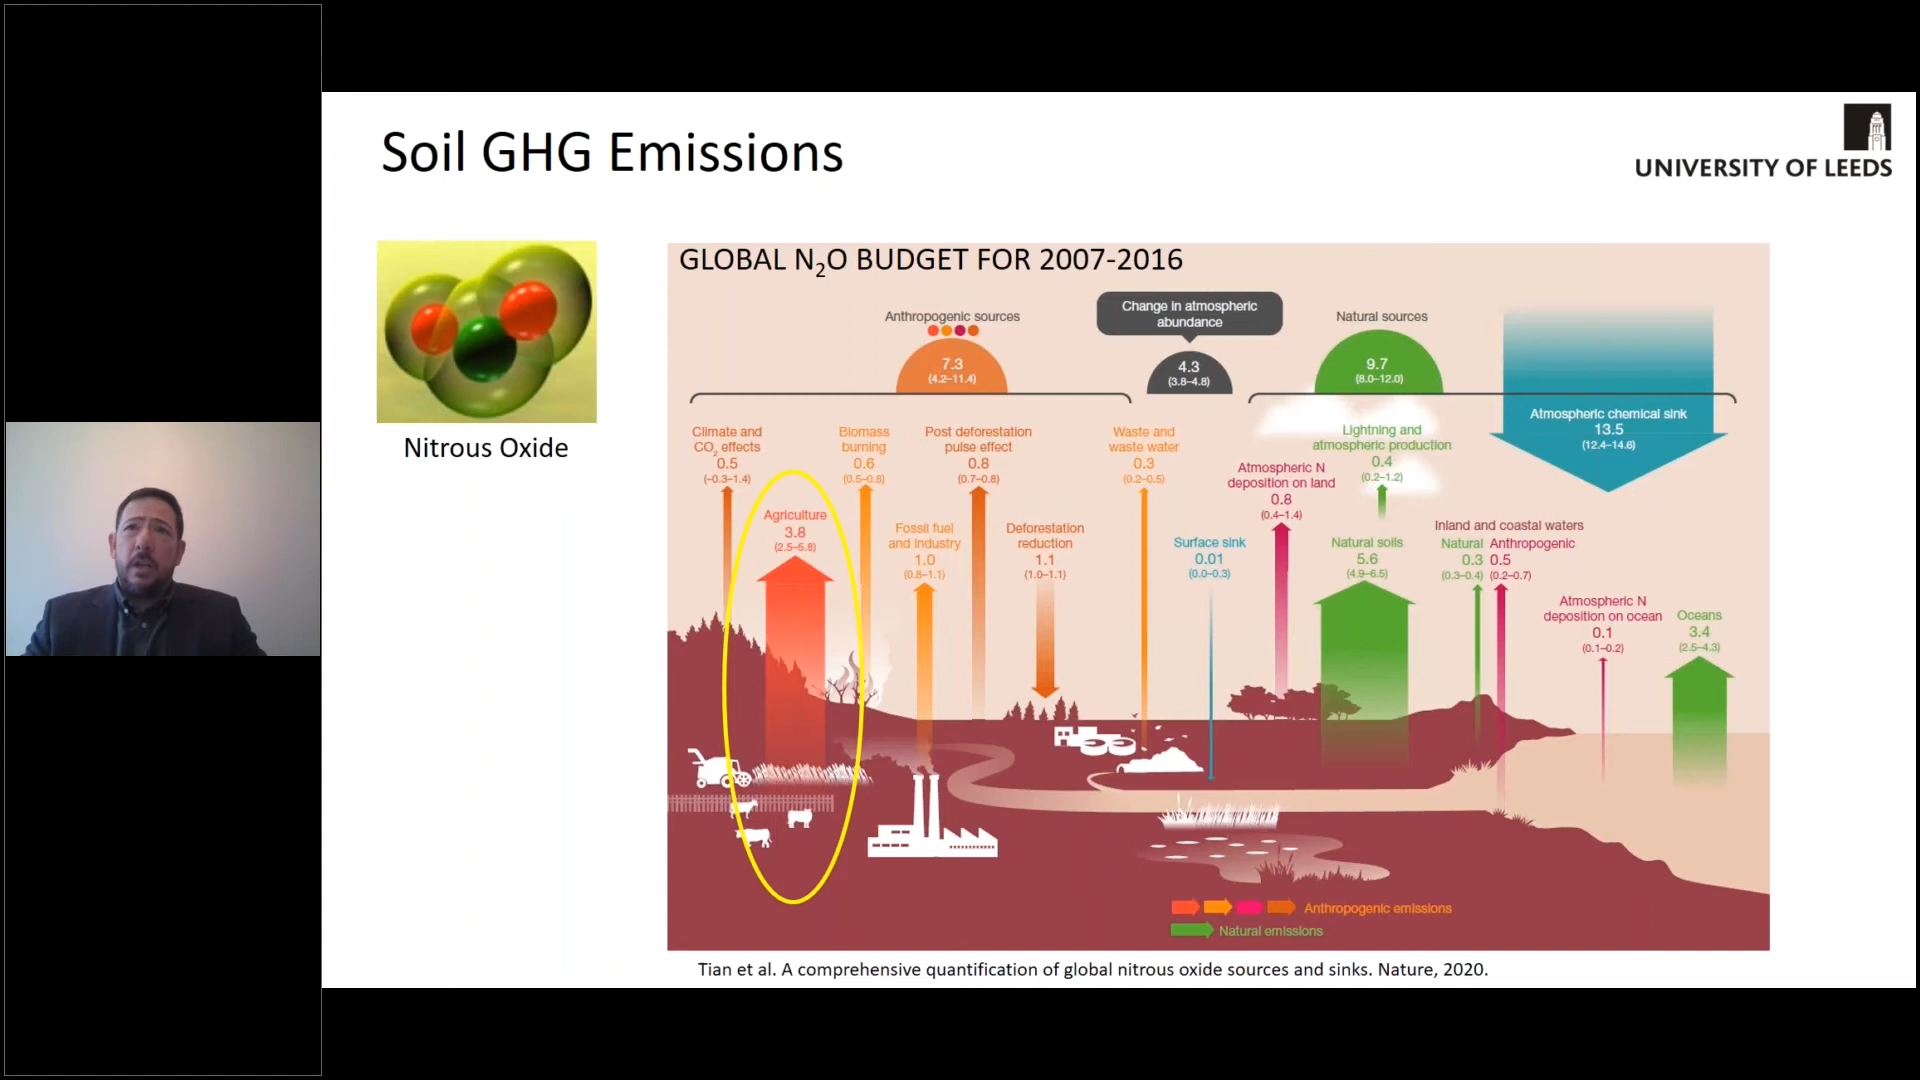 Soil GHG Emissions
UNIVERSITY OF LEEDS
Nitrous Oxide
GLOBAL N₂O BUDGET FOR 2007-2016
Anthropogenic sources
7.3
(4.2–11.4)
Change in atmospheric
abundance
4.3
(3.8–4.8)
Natural sources
9.7
(8.0–12.0)
Atmospheric chemical sink
13.5
(12.4–14.6)
Climate and
CO₂ effects
0.5
(−0.3–1.4)
Agriculture
3.8
(2.5–5.8)
Biomass
burning
0.6
(0.5–0.8)
Fossil fuel
and industry
1.0
(0.8–1.1)
Post deforestation
pulse effect
0.8
(0.7–0.8)
Deforestation
reduction
1.1
(1.0–1.1)
Waste and
waste water
0.3
(0.2–0.5)
Surface sink
0.01
(0.0–0.3)
Atmospheric N
deposition on land
0.8
(0.4–1.4)
Lightning and
atmospheric production
0.4
(0.2–1.2)
Natural soils
5.6
(4.9–6.5)
Inland and coastal waters
Natural Anthropogenic
0.3 0.5
(0.3–0.4) (0.2–0.7)
Atmospheric N
deposition on ocean
0.1
(0.1–0.2)
Oceans
3.4
(2.5–4.3)
Anthropogenic emissions
Natural emissions
Tian et al. A comprehensive quantification of global nitrous oxide sources and sinks. Nature, 2020.